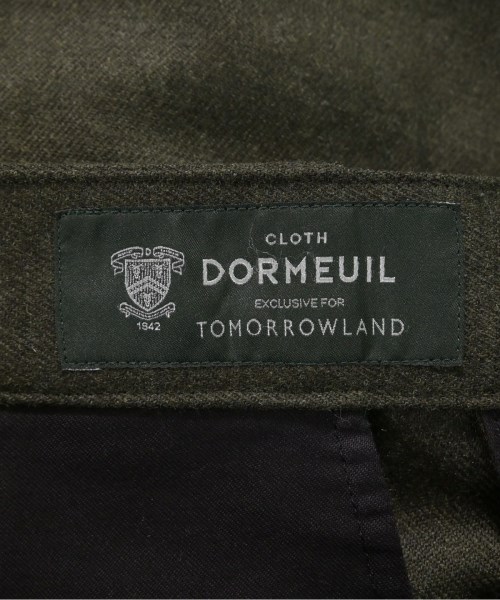 CLOTH
DORMEUIL
EXCLUSIVE FOR
TOMORROWLAND
D
1842